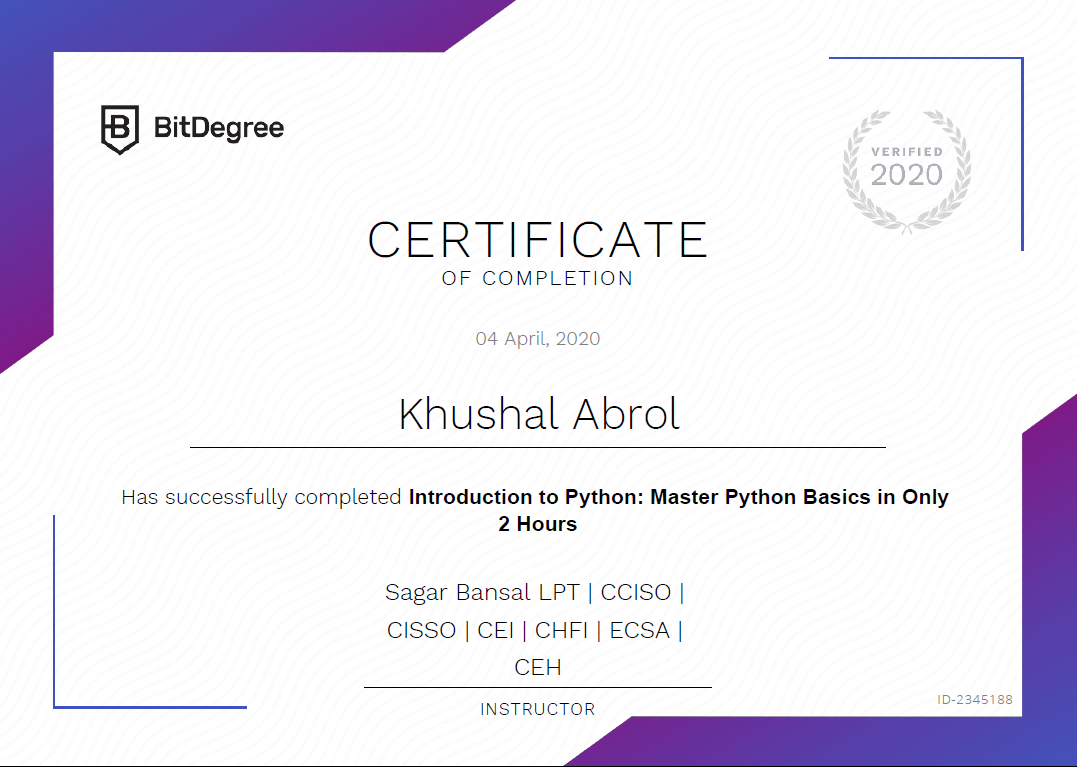 BitDegree
VERIFIED
2020
CERTIFICATE
OF COMPLETION
04 April, 2020
Khushal Abrol
Has successfully completed Introduction to Python: Master Python Basics in Only
2 Hours
Sagar Bansal LPT | CCISO |
CISSO | CEI | CHFI | ECSA |
CEH
INSTRUCTOR
ID-2345188